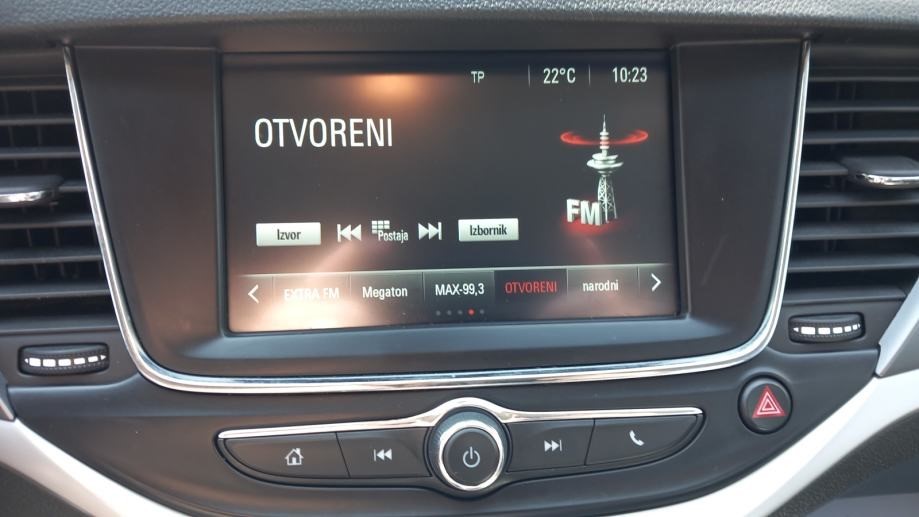 TP 22°C 10:23
OTVORENI
FM
Izvor Postaja Izbornik
EXTRA FM Megaton MAX-99,3 OTVORENI narodni